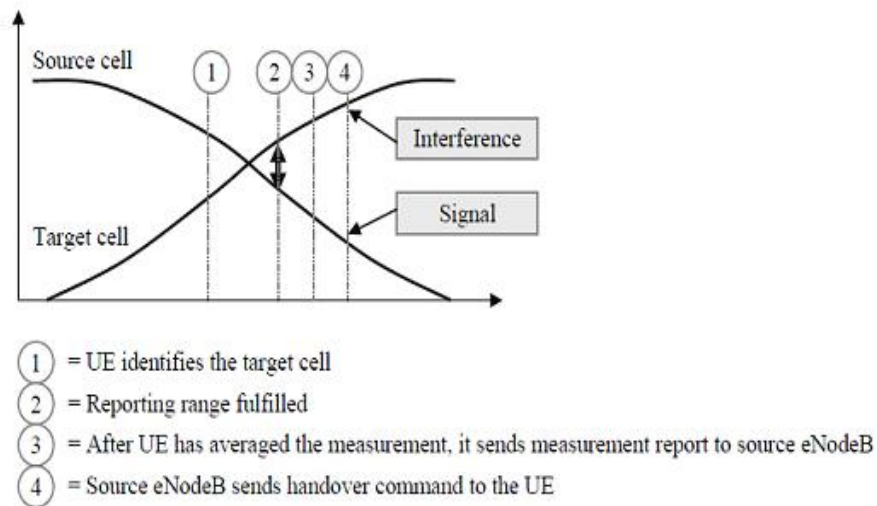 Source cell
1 2 3 4
Interference
Signal
Target cell
1 = UE identifies the target cell
2 = Reporting range fulfilled
3 = After UE has averaged the measurement, it sends measurement report to source eNodeB
4 = Source eNodeB sends handover command to the UE